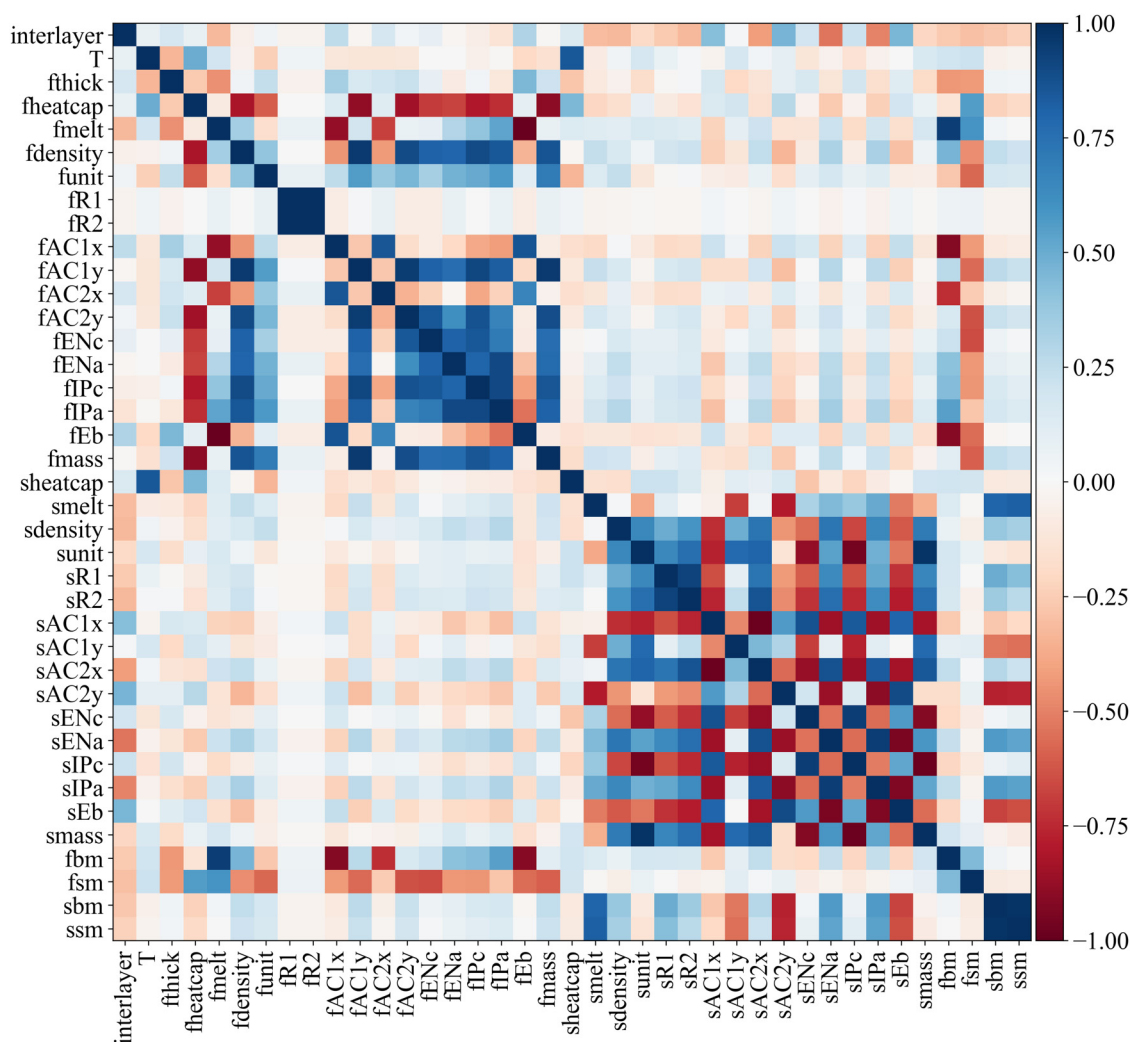 interlayer
T
fthick
fheatcap
fmelt
fdensity
funit
fR1
fR2
fAC1x
fAC1y
fAC2x
fAC2y
fENc
fENa
fIPc
fIPa
fEb
fmass
sheatcap
smelt
sdensity
sunit
sR1
sR2
sAC1x
sAC1y
sAC2x
sAC2y
sENc
sENa
sIPc
sIPa
sEb
smass
fbm
fsm
sbm
ssm
interlayer
T
fthick
fheatcap
fmelt
fdensity
funit
fR1
fR2
fAC1x
fAC1y
fAC2x
fAC2y
fENc
fENa
fIPc
fIPa
fEb
fmass
sheatcap
smelt
sdensity
sunit
sR1
sR2
sAC1x
sAC1y
sAC2x
sAC2y
sENc
sENa
sIPc
sIPa
sEb
smass
fbm
fsm
sbm
ssm
1.00
0.75
0.50
0.25
0.00
−0.25
−0.50
−0.75
−1.00